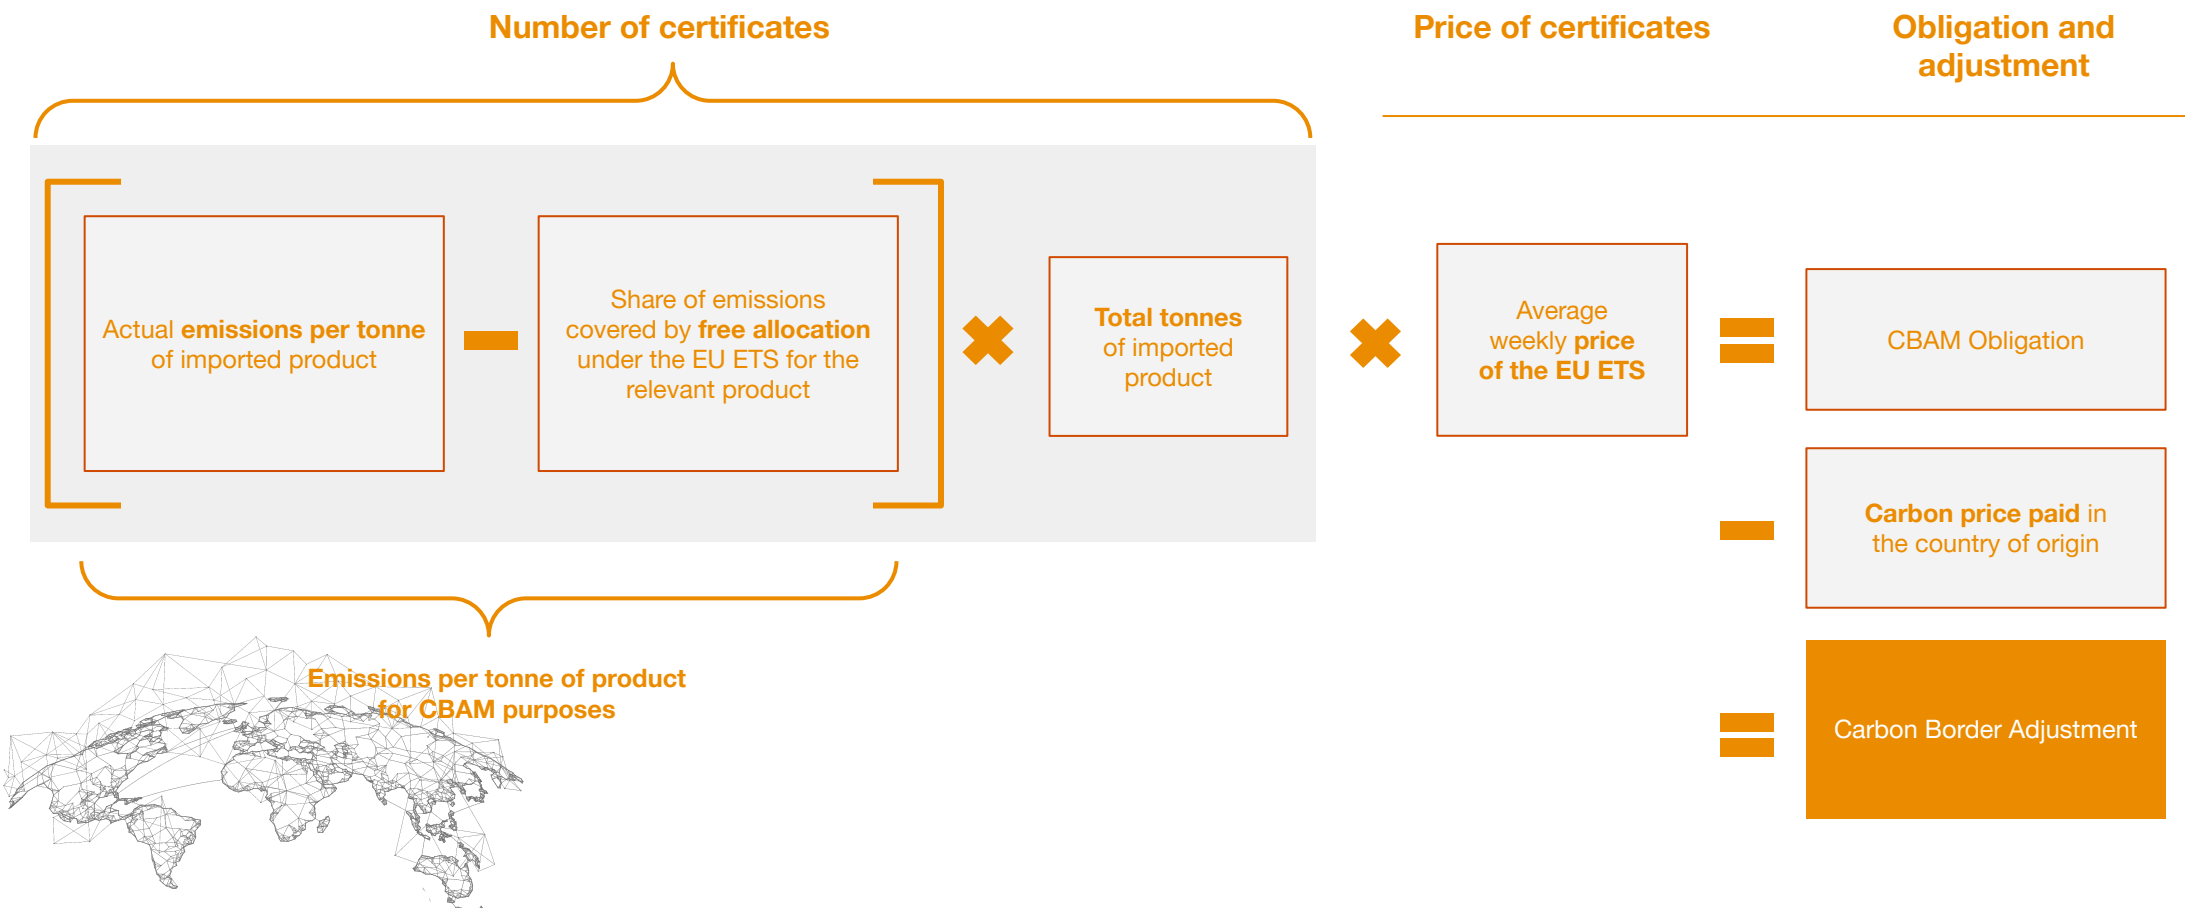 Number of certificates
Price of certificates
Obligation and
adjustment
Actual emissions per tonne
of imported product
Share of emissions
covered by free allocation
under the EU ETS for the
relevant product
Total tonnes
of imported
product
Average
weekly price
of the EU ETS
CBAM Obligation
Carbon price paid in
the country of origin
Emissions per tonne of product
for CBAM purposes
Carbon Border Adjustment